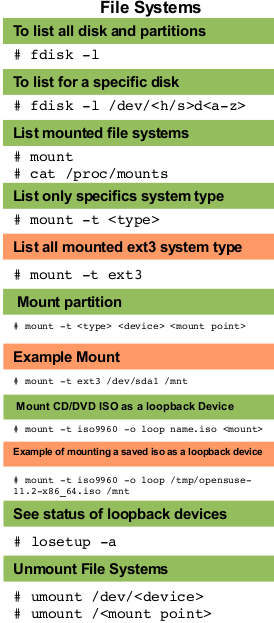 File Systems
To list all disk and partitions
# fdisk -l
To list for a specific disk
# fdisk -l /dev/<h/s>d<a-z>
List mounted file systems
# mount
# cat /proc/mounts
List only specifics system type
# mount -t <type>
List all mounted ext3 system type
# mount -t ext3
Mount partition
# mount -t <type> <device> <mount point>
Example Mount
# mount -t ext3 /dev/sda1 /mnt
Mount CD/DVD ISO as a loopback Device
# mount -t iso9960 -o loop name.iso <mount>
Example of mounting a saved iso as a loopback device
# mount -t iso9960 -o loop /tmp/opensuse-
11.2-x86_64.iso /mnt
See status of loopback devices
# losetup -a
Unmount File Systems
# umount /dev/<device>
# umount /<mount point>